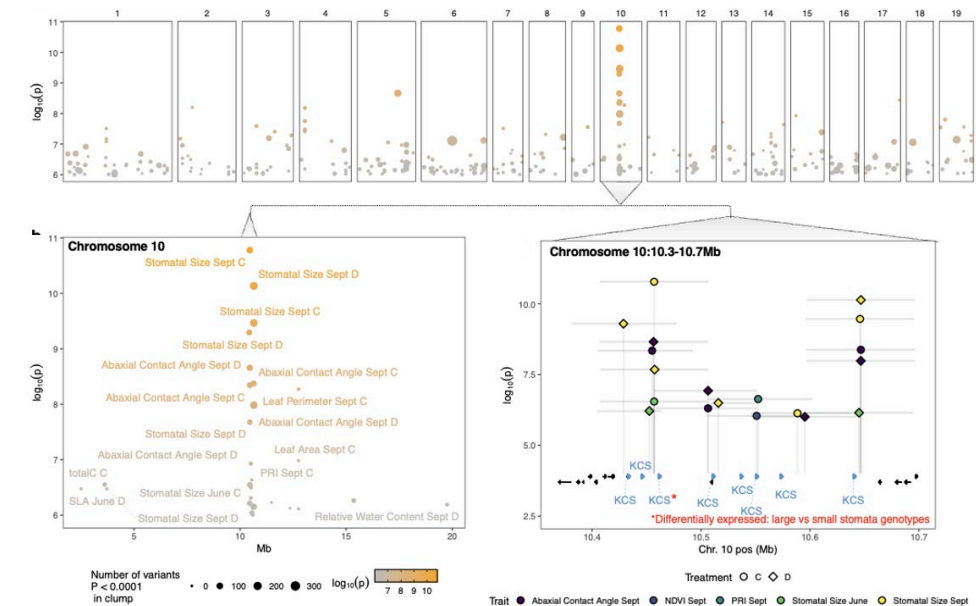 1 2 3 4 5 6 7 8 9 10 11 12 13 14 15 16 17 18 19
11
10
9
8
7
6
log10(p)
Chromosome 10
11
10
9
8
7
6
log10(p)
Stomatal Size Sept C
Stomatal Size Sept D
Stomatal Size Sept C
Stomatal Size Sept D
Abaxial Contact Angle Sept D
Abaxial Contact Angle Sept C
Abaxial Contact Angle Sept C
Leaf Perimeter Sept C
Abaxial Contact Angle Sept D
Stomatal Size Sept D
Leaf Area Sept C
Abaxial Contact Angle Sept D
totalC C
PRI Sept C
Stomatal Size June C
SLA June D
Stomatal Size Sept D
Relative Water Content Sept D
5 10 15 20
Mb
Number of variants
P < 0.0001
in clump
0 100 200 300
log10(p)
7 8 9 10
Chromosome 10:10.3-10.7Mb
10.0
7.5
5.0
2.5
log10(p)
KCS
KCS KCS * KCS KCS KCS KCS KCS
*Differentially expressed: large vs small stomata genotypes
10.4 10.5 10.6 10.7
Chr. 10 pos (Mb)
Treatment C D
Trait Abaxial Contact Angle Sept NDVI Sept PRI Sept Stomatal Size June Stomatal Size Sept